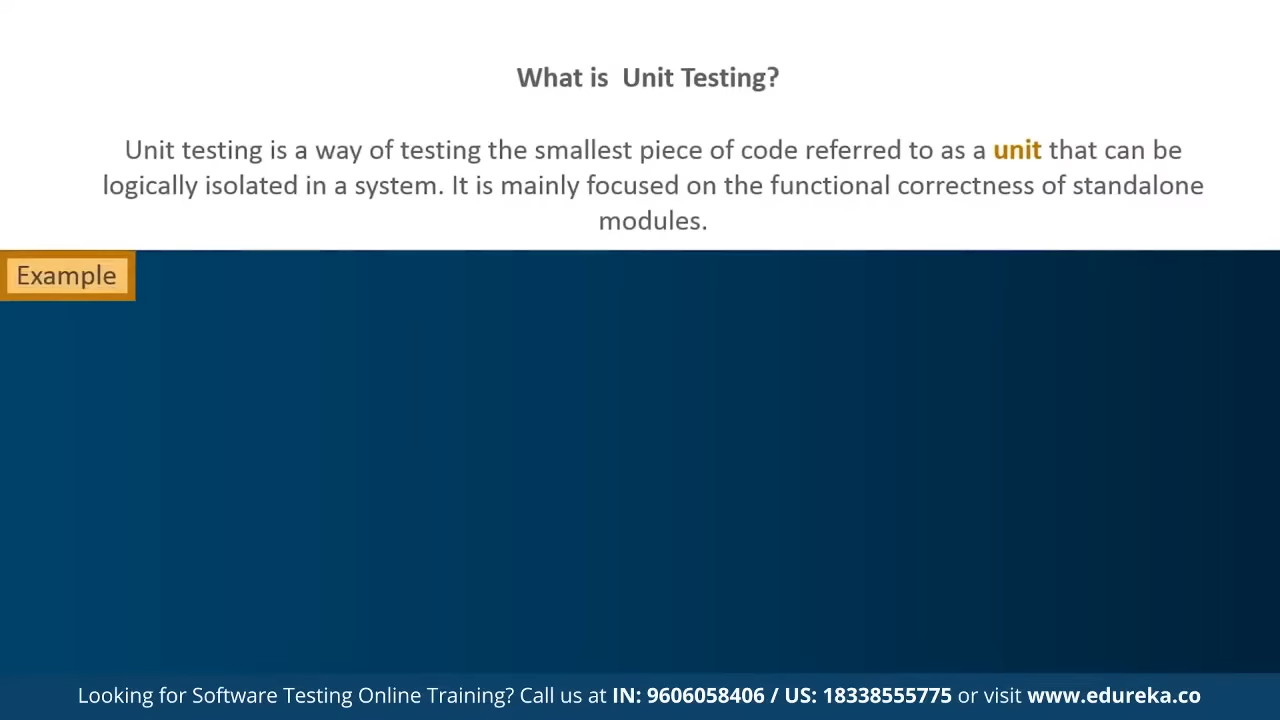 What is  Unit Testing?
Unit testing is a way of testing the smallest piece of code referred to as a unit that can be
logically isolated in a system. It is mainly focused on the functional correctness of standalone
modules.
Example
Looking for Software Testing Online Training? Call us at IN: 9606058406 / US: 18338555775 or visit www.edureka.co